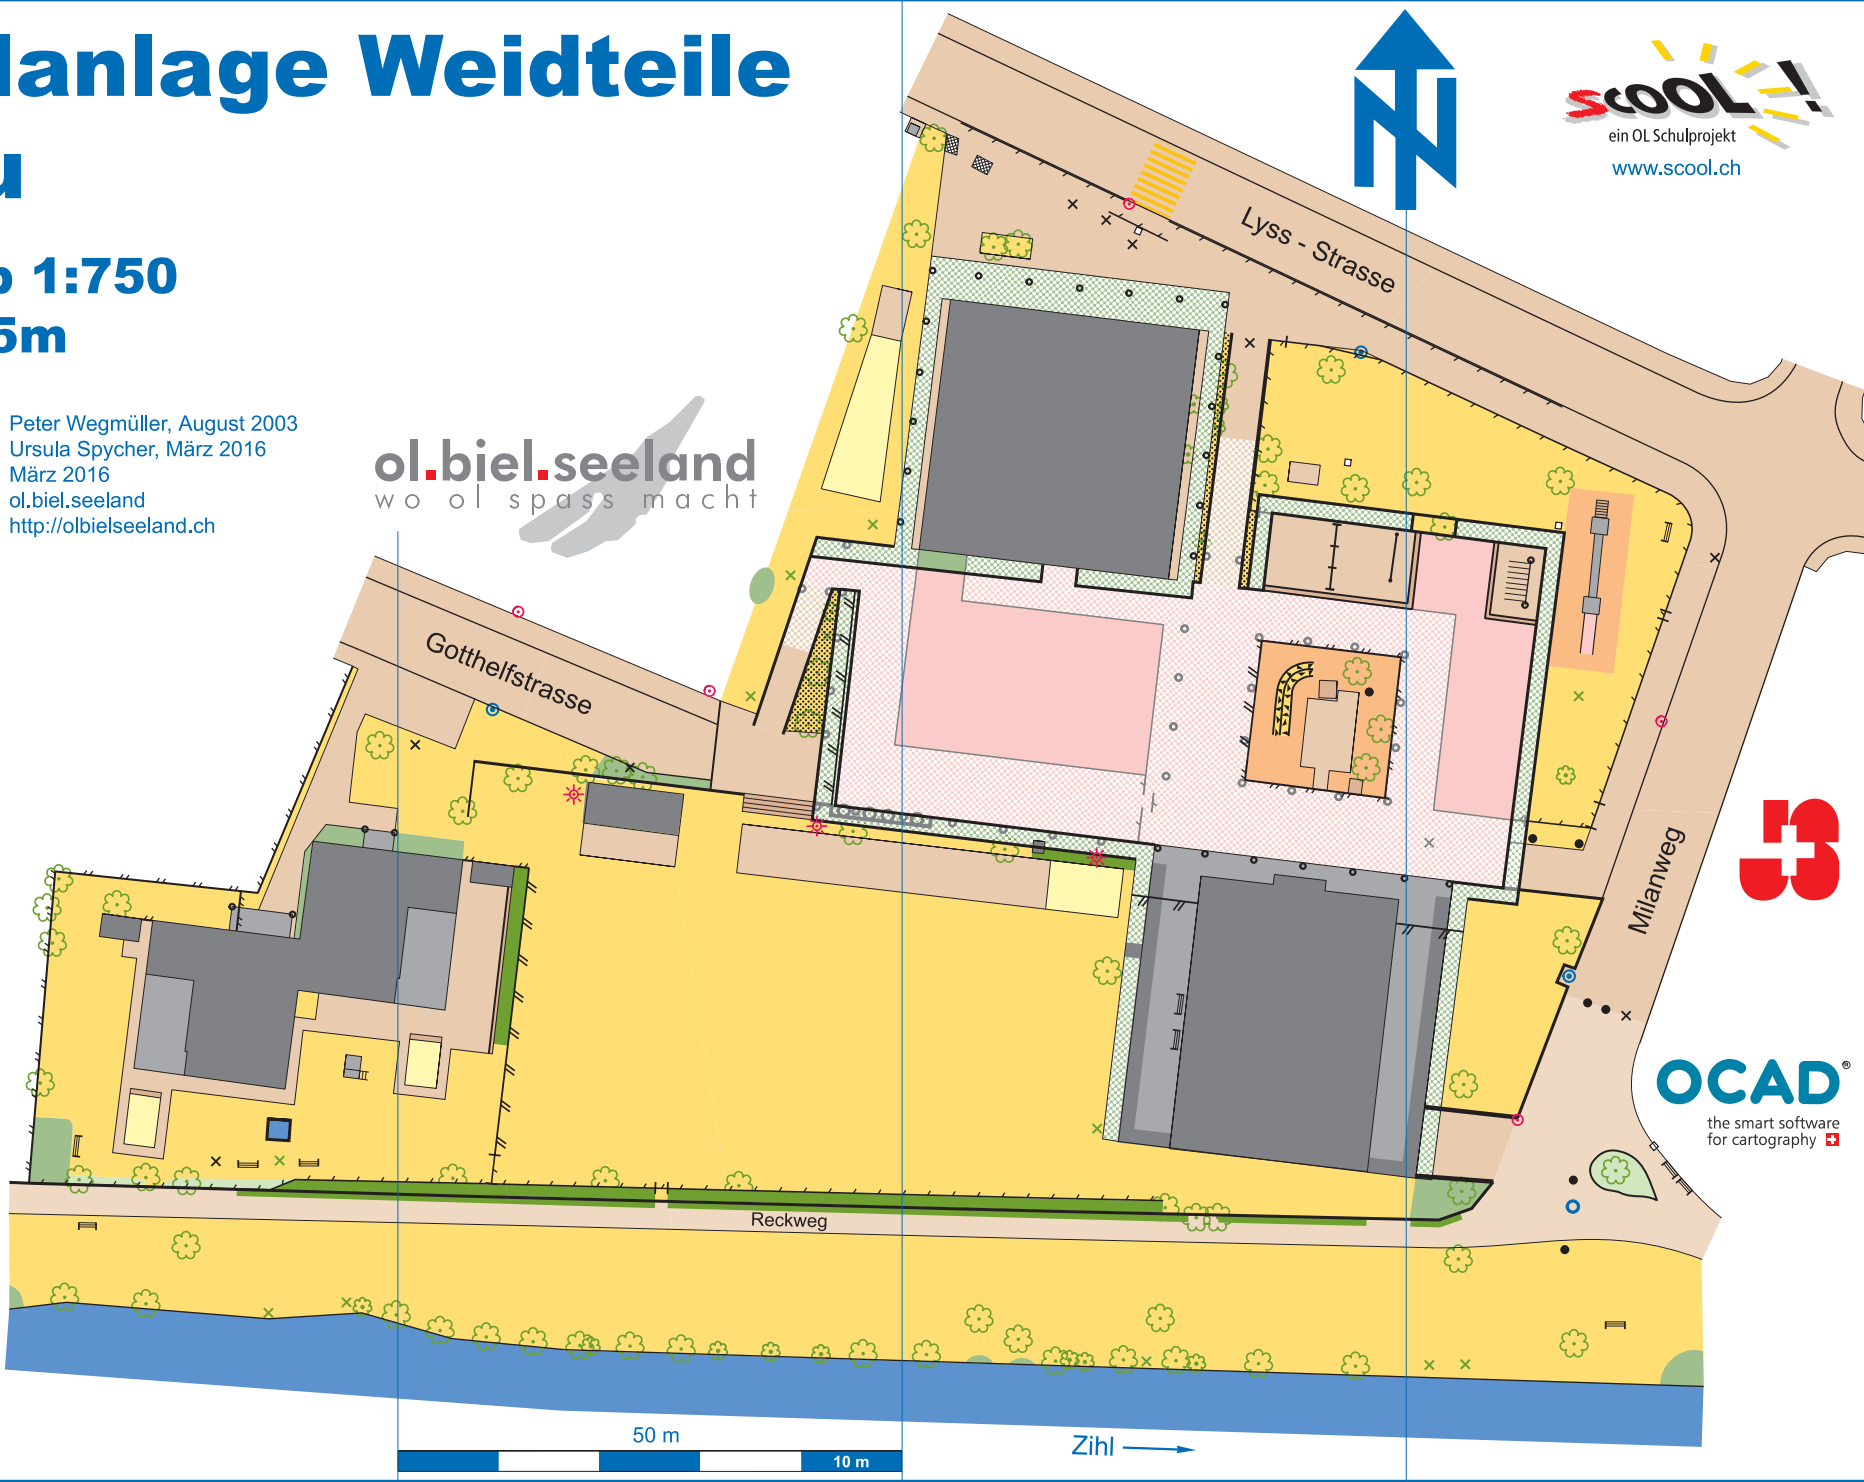 lanlage Weidteile
u
1:750
5m
Peter Wegmüller, August 2003
Ursula Spycher, März 2016
März 2016
ol.biel.seeland
http://olbielseeland.ch
ol.biel.seeland
wo ol spass macht
scooL!
ein OL Schulprojekt
www.scool.ch
Lyss - Strasse
Gotthelfstrasse
Milanweg
OCAD®
the smart software
for cartography
Reckweg
50 m
10 m
Zihl